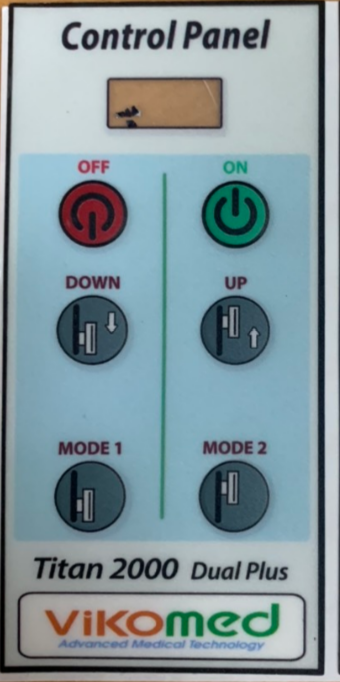 Control Panel
OFF ON
DOWN UP
MODE 1 MODE 2
Titan 2000 Dual Plus
vikomed
Advanced Medical Technology